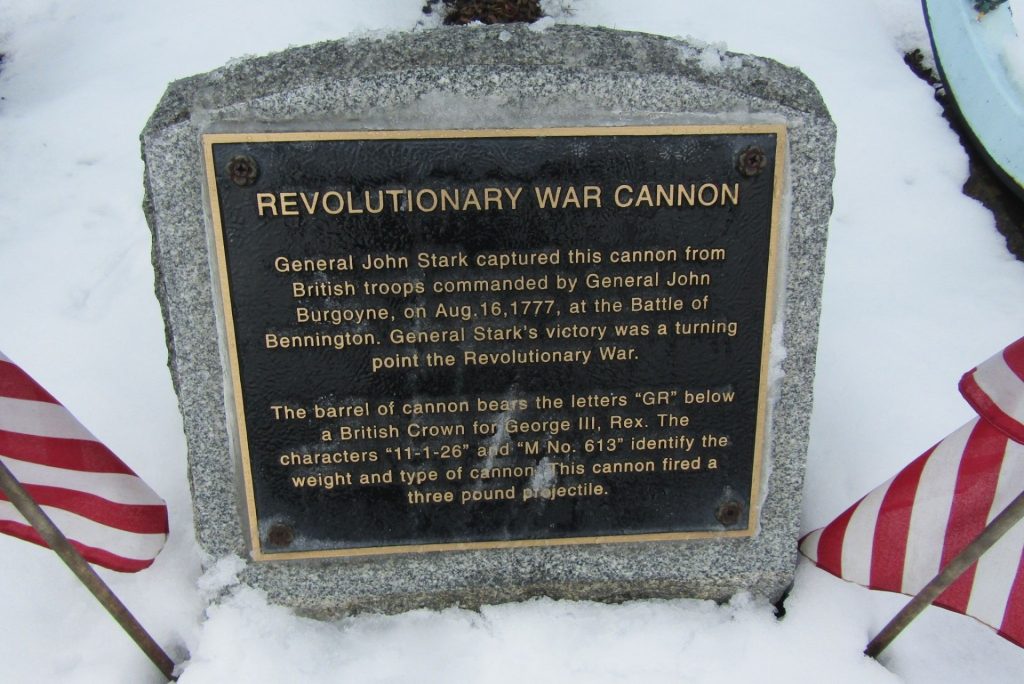 REVOLUTIONARY WAR CANNON
General John Stark captured this cannon from
British troops commanded by General John
Burgoyne, on Aug.16,1777, at the Battle of
Bennington. General Stark's victory was a turning
point the Revolutionary War.
The barrel of cannon bears the letters “GR” below
a British Crown for George III, Rex. The
characters “11-1-26” and “M No. 613” identify the
weight and type of cannon. This cannon fired a
three pound projectile.